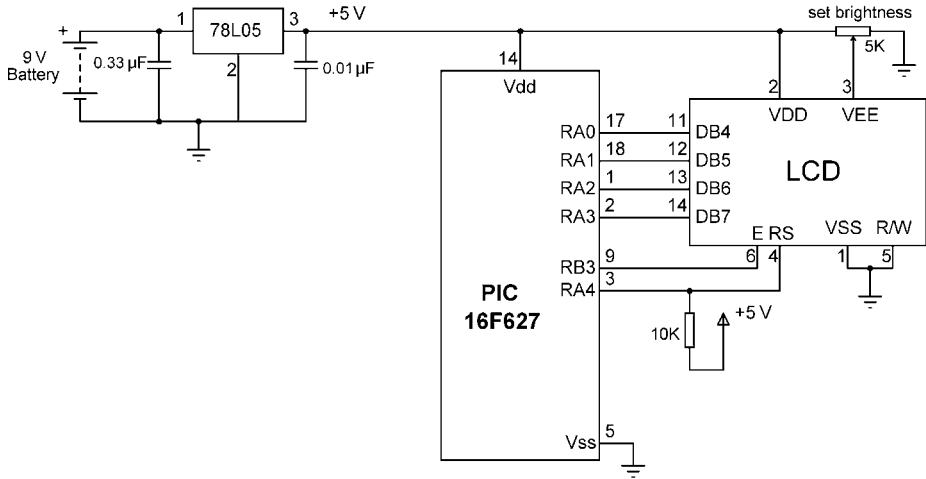 +5 V
set brightness
1 78L05 3
+
5K
9 V
Battery
0.33 µF
2
0.01 µF
14
Vdd
2 3
VDD VEE
LCD
RA0 17 11 DB4
RA1 18 12 DB5
RA2 1 13 DB6
RA3 2 14 DB7
E RS VSS R/W
6 4 1 5
RB3 9
RA4 3
PIC
16F627
10K
+5 V
Vss 5